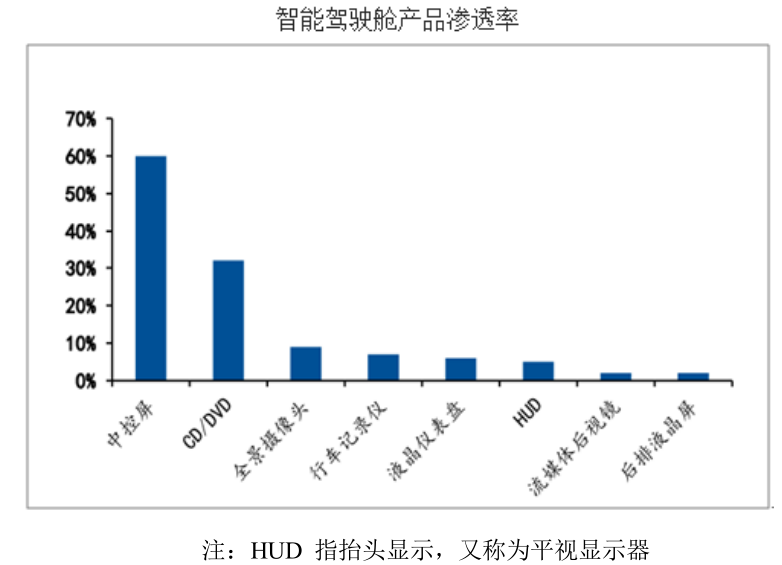 智能驾驶舱产品渗透率
70%
60%
50%
40%
30%
20%
10%
0%
中控屏
CD/DVD
全景摄像头
行车记录仪
液晶仪表盘
HUD
流媒体后视镜
后排液晶屏
注：HUD 指抬头显示，又称为平视显示器